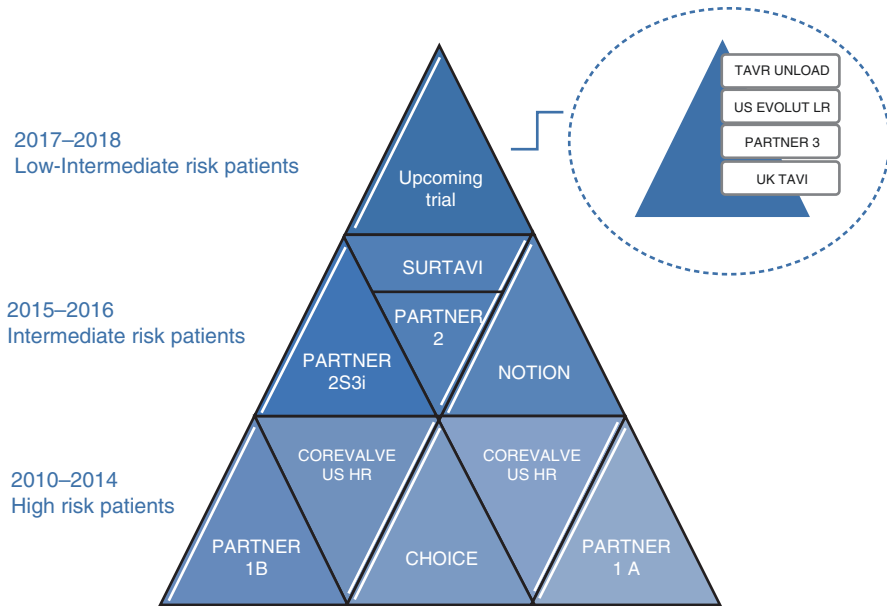 2017–2018
Low-Intermediate risk patients
Upcoming
trial
TAVR UNLOAD
US EVOLUT LR
PARTNER 3
UK TAVI
2015–2016
Intermediate risk patients
SURTAVI
PARTNER
2
PARTNER
2S3i
NOTION
2010–2014
High risk patients
COREVALVE
US HR
COREVALVE
US HR
PARTNER
1B
CHOICE
PARTNER
1 A